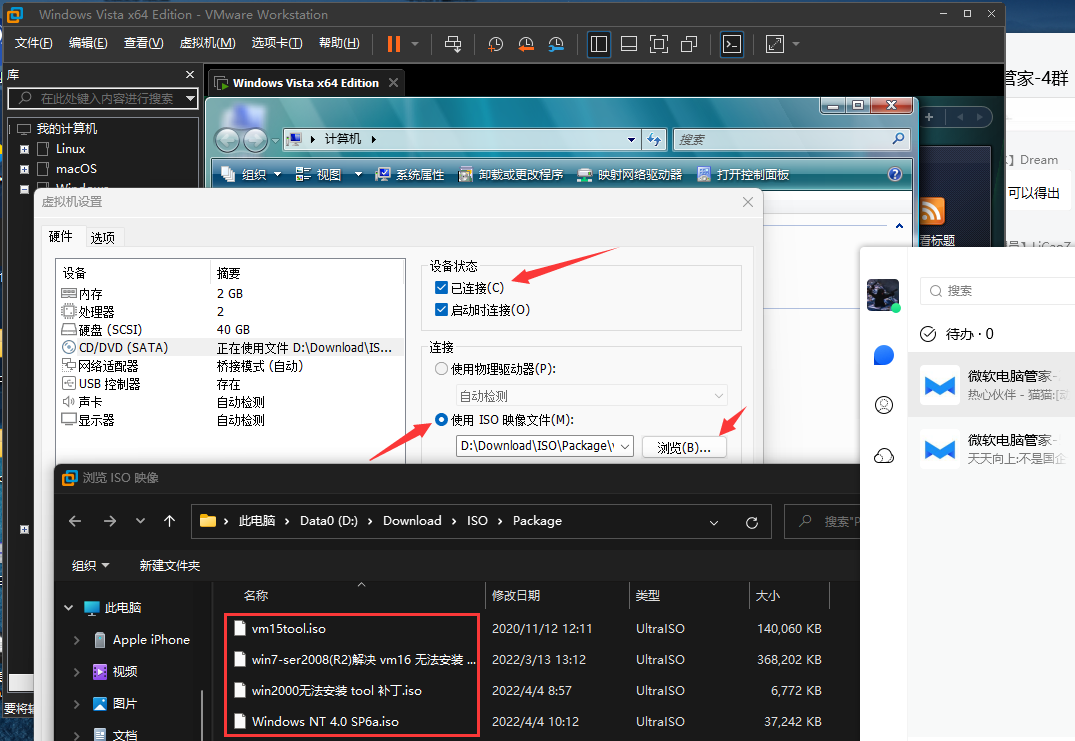 Windows Vista x64 Edition - VMware Workstation
文件(F) 编辑(E) 查看(V) 虚拟机(M) 选项卡(T) 帮助(H)
库
在此处键入内容进行搜索
我的计算机
Linux
macOS
Windows
Windows Vista x64 Edition
计算机
搜索
组织 视图 系统属性 卸载或更改程序 映射网络驱动器 打开控制面板
虚拟机设置
硬件 选项
设备 摘要
内存 2 GB
处理器 2
硬盘 (SCSI) 40 GB
CD/DVD (SATA) 正在使用文件 D:\Download\IS...
网络适配器 桥接模式 (自动)
USB 控制器 存在
声卡 自动检测
显示器 自动检测
设备状态
已连接(C)
启动时连接(O)
连接
使用物理驱动器(P):
自动检测
使用 ISO 映像文件(M):
D:\Download\ISO\Package\
浏览(B)...
浏览 ISO 映像
此电脑 Data0 (D:) Download ISO Package
搜索"P
组织 新建文件夹
名称 修改日期 类型 大小
此电脑
Apple iPhone
视频
图片
文档
vm15tool.iso 2020/11/12 12:11 UltraISO 140,060 KB
win7-ser2008(R2)解决 vm16 无法安装 ... 2022/3/13 13:12 UltraISO 368,202 KB
win2000无法安装 tool 补丁.iso 2022/4/4 8:57 UltraISO 6,772 KB
Windows NT 4.0 SP6a.iso 2022/4/4 10:12 UltraISO 37,242 KB
要将输
管家-4群
】Dream
可以得出
看标题
搜索
待办 · 0
微软电脑管家-
热心伙伴 - 猫猫:[动
微软电脑管家-
天天向上:不是国企